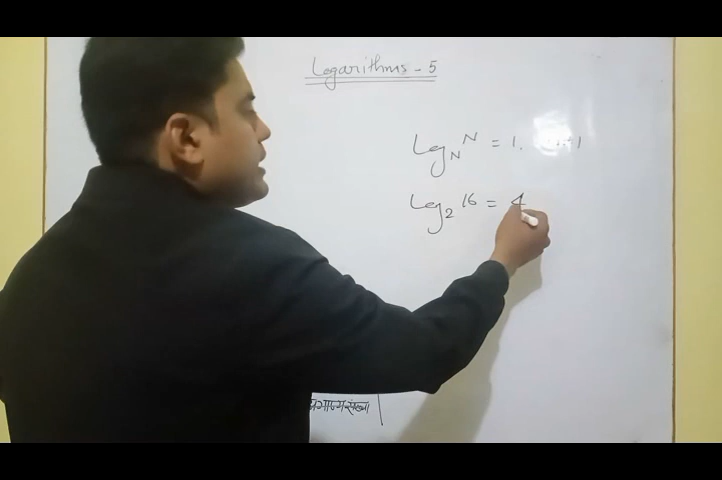 Logarithms - 5
Log_N N = 1.
Log_2 16 = 4